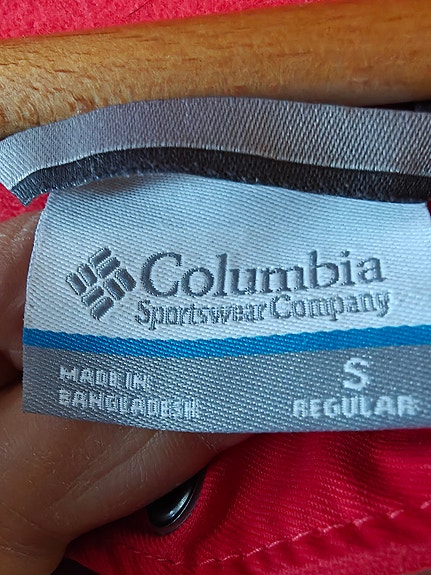 Columbia
Sportswear Company
MADE IN
BANGLADESH
S
REGULAR